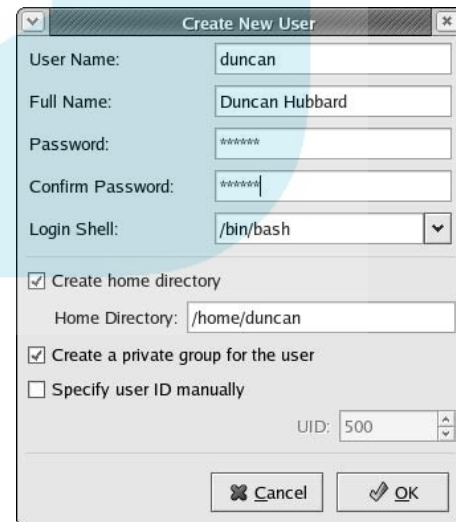 Create New User
User Name: duncan
Full Name: Duncan Hubbard
Password: ******
Confirm Password: ******
Login Shell: /bin/bash
Create home directory
Home Directory: /home/duncan
Create a private group for the user
Specify user ID manually
UID: 500
Cancel OK